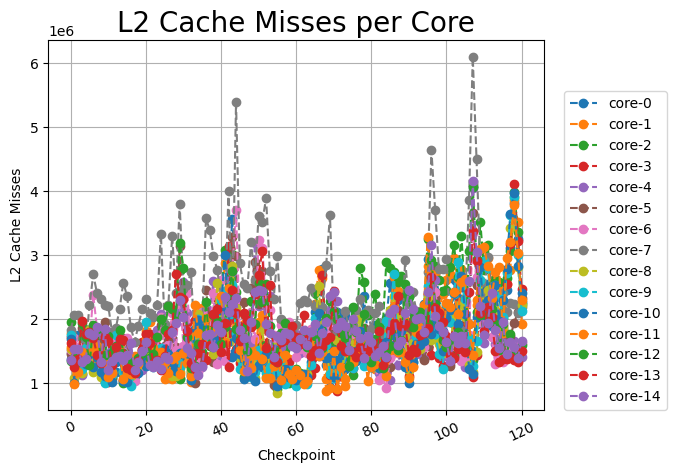 L2 Cache Misses per Core
1e6
6
5
4
3
2
1
L2 Cache Misses
0
20
40
60
80
100
120
Checkpoint
core-0
core-1
core-2
core-3
core-4
core-5
core-6
core-7
core-8
core-9
core-10
core-11
core-12
core-13
core-14